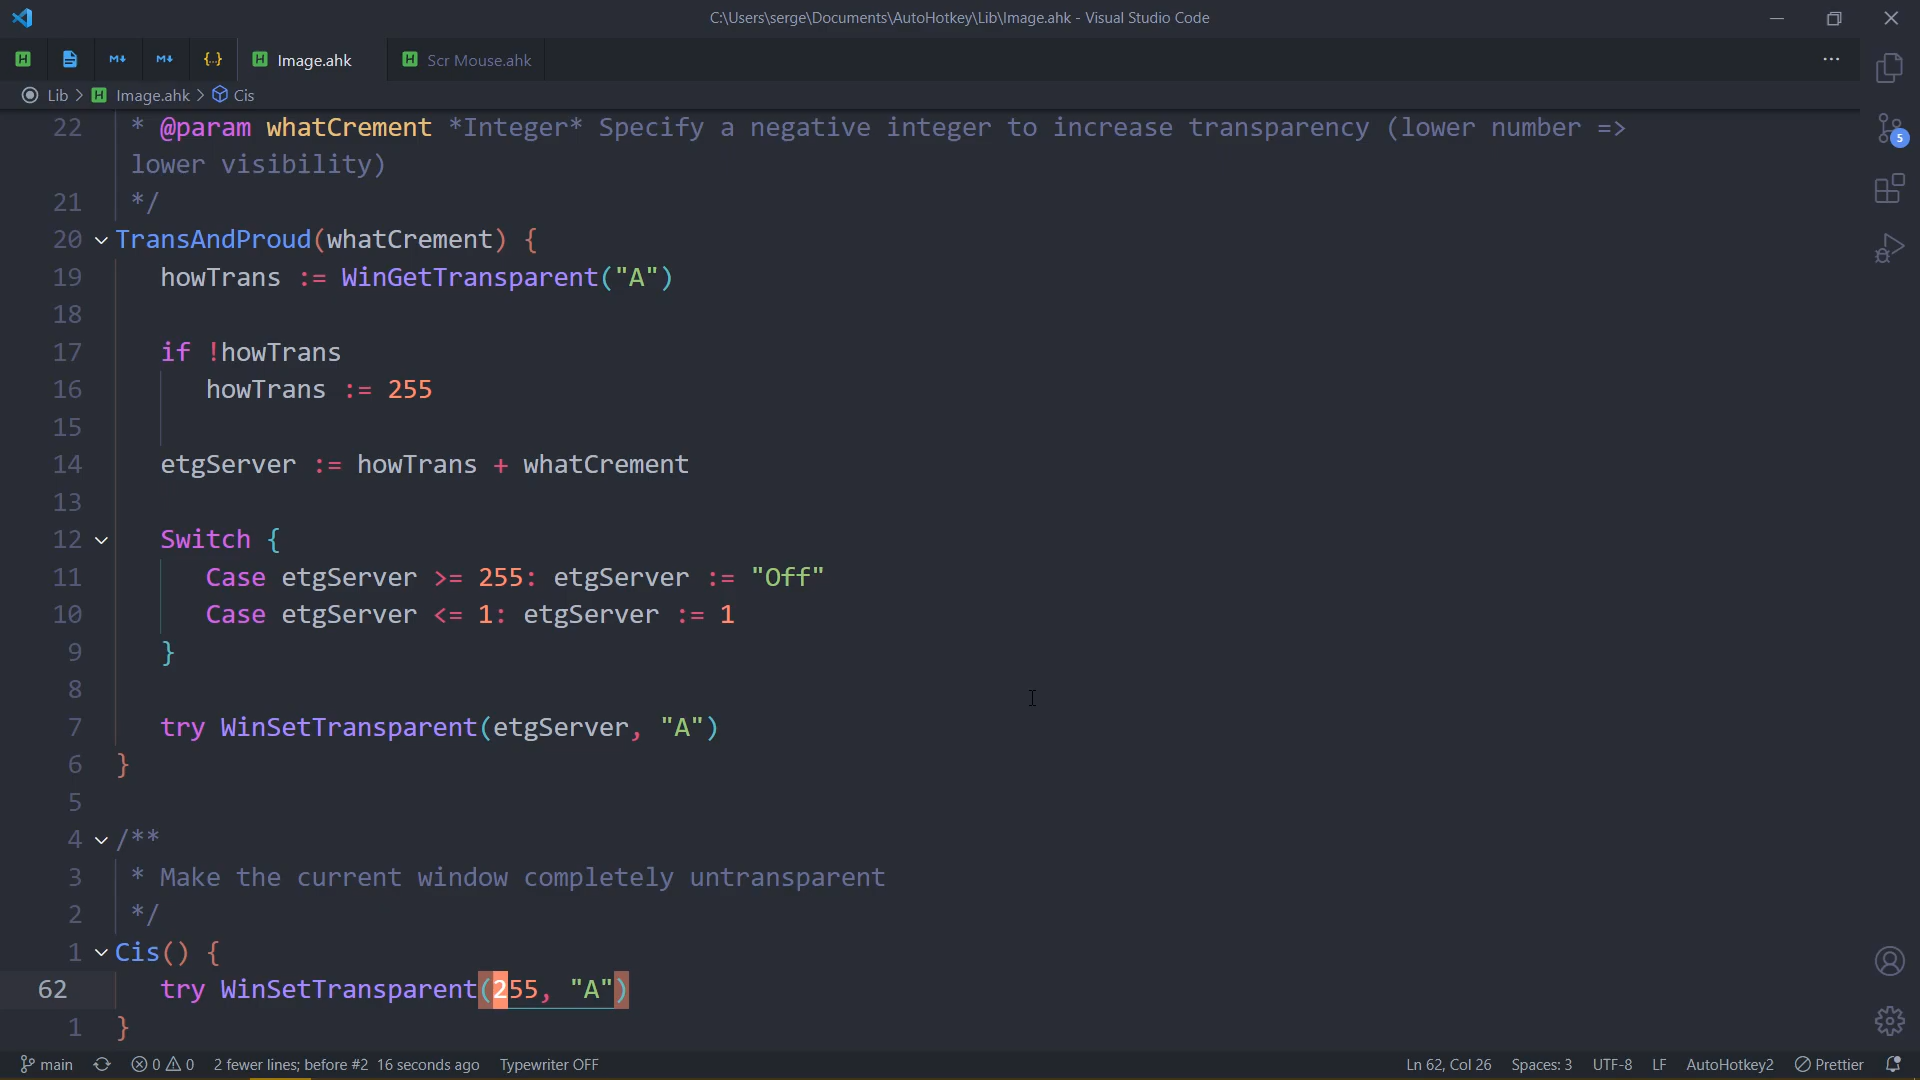 C:\Users\serge\Documents\AutoHotkey\Lib\Image.ahk - Visual Studio Code
Image.ahk
Scr Mouse.ahk
Lib > Image.ahk > Cis
22 * @param whatCrement *Integer* Specify a negative integer to increase transparency (lower number =>
lower visibility)
21 */
20 TransAndProud(whatCrement) {
19 howTrans := WinGetTransparent("A")
18
17 if !howTrans
16 howTrans := 255
15
14 etgServer := howTrans + whatCrement
13
12 Switch {
11 Case etgServer >= 255: etgServer := "Off"
10 Case etgServer <= 1: etgServer := 1
9 }
8
7 try WinSetTransparent(etgServer, "A")
6 }
5
4 /**
3 * Make the current window completely untransparent
2 */
1 Cis() {
62 try WinSetTransparent(255, "A")
1 }
5
main 0 0 2 fewer lines; before #2 16 seconds ago Typewriter OFF Ln 62, Col 26 Spaces: 3 UTF-8 LF AutoHotkey2 Prettier